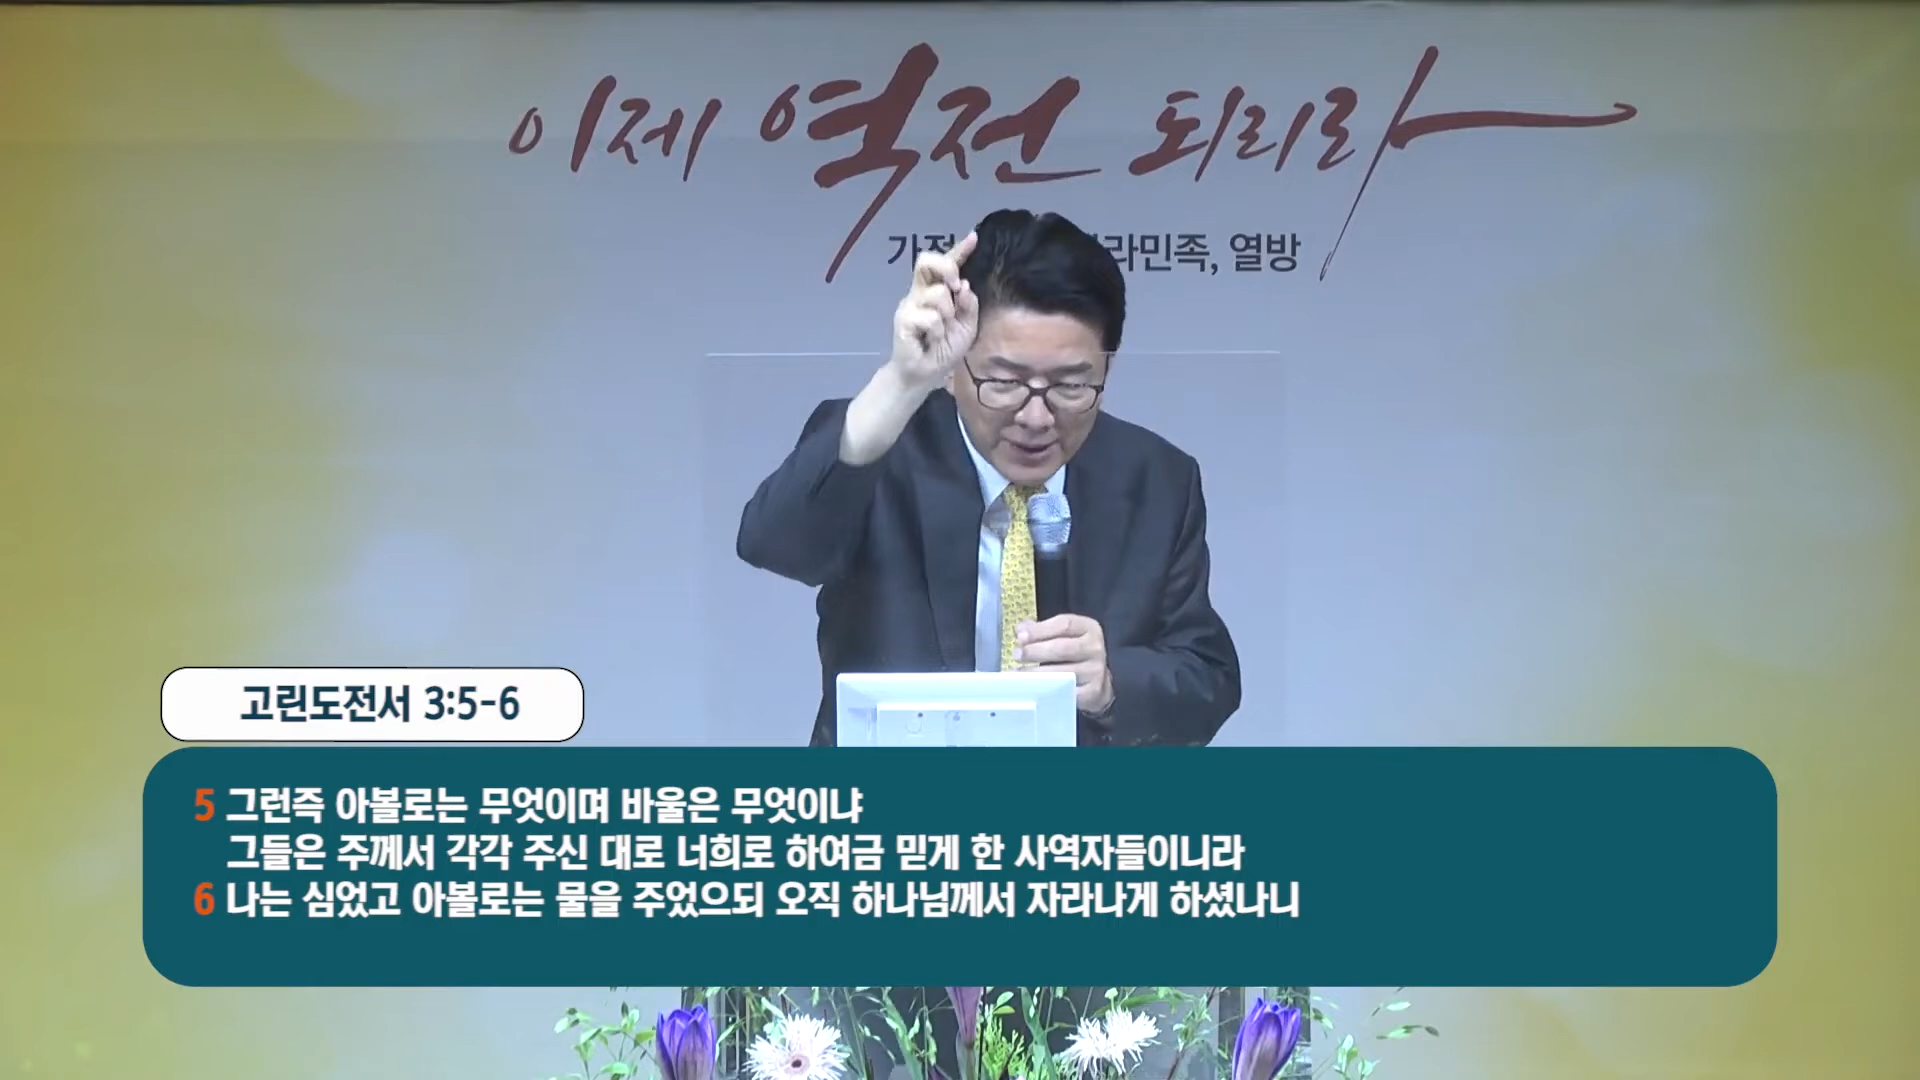 이제 역전 되리라
라민족, 열방
고린도전서 3:5-6
5 그런즉 아볼로는 무엇이며 바울은 무엇이냐
그들은 주께서 각각 주신 대로 너희로 하여금 믿게 한 사역자들이니라
6 나는 심었고 아볼로는 물을 주었으되 오직 하나님께서 자라나게 하셨나니